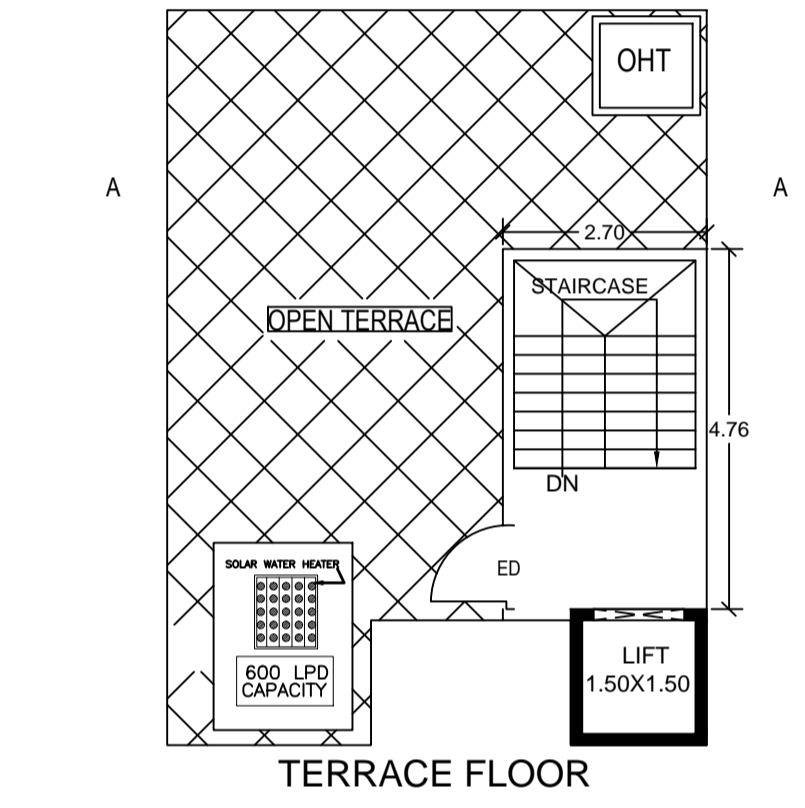 OHT
A
A
2.70
STAIRCASE
OPEN TERRACE
4.76
DN
SOLAR WATER HEATER
ED
600 LPD
CAPACITY
LIFT
1.50X1.50
TERRACE FLOOR